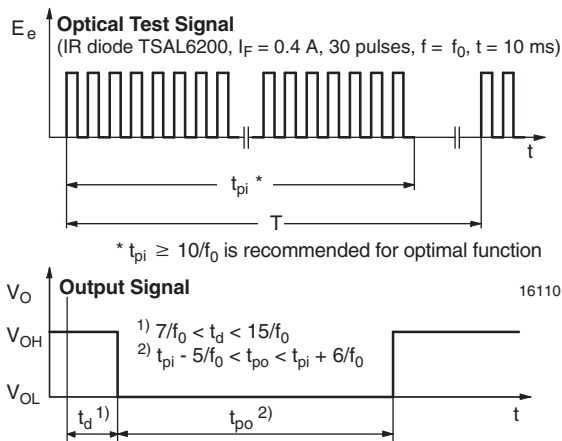 E_e
Optical Test Signal
(IR diode TSAL6200, I_F = 0.4 A, 30 pulses, f = f_0, t = 10 ms)
t
t_pi *
T
* t_pi ≥ 10/f_0 is recommended for optimal function
V_O
Output Signal
16110
V_OH
1) 7/f_0 < t_d < 15/f_0
2) t_pi - 5/f_0 < t_po < t_pi + 6/f_0
V_OL
t_d 1)
t_po 2)
t